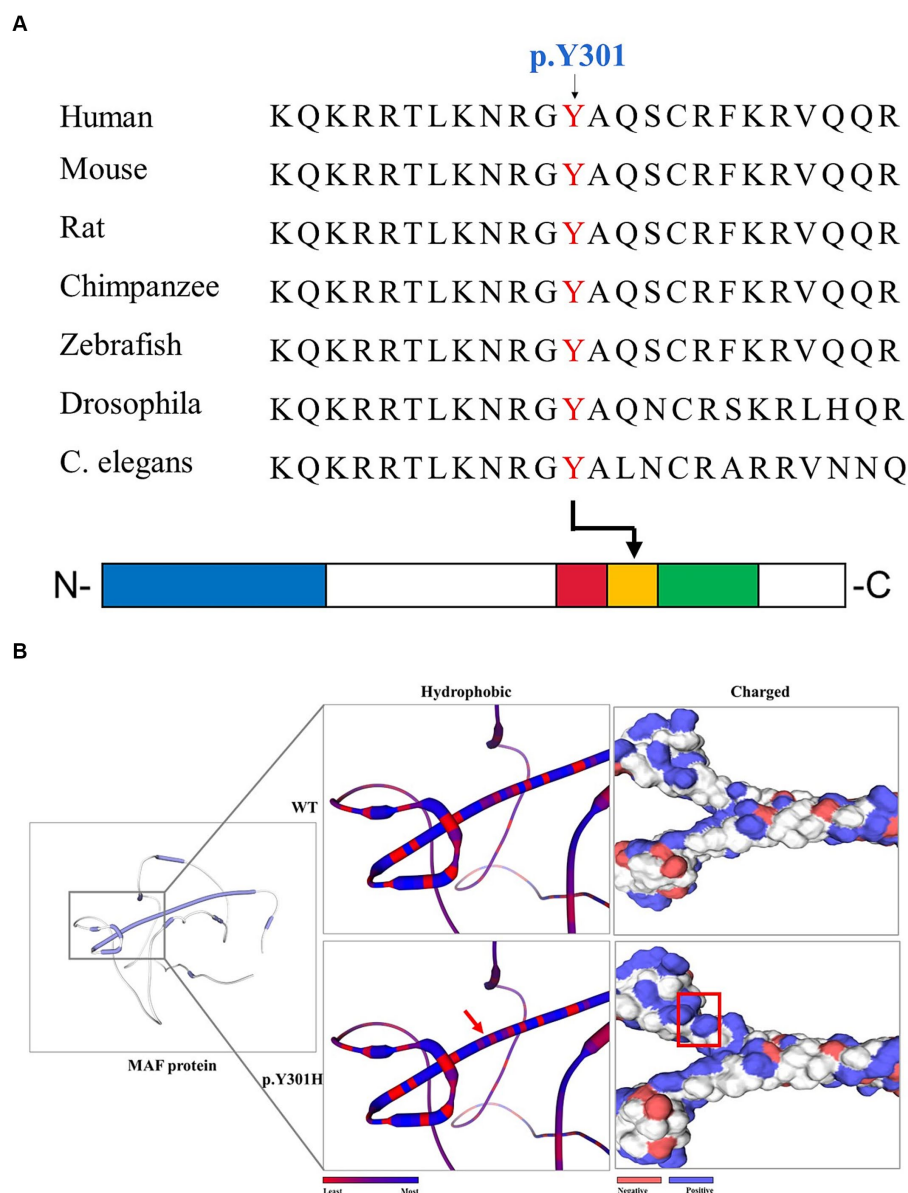 A
p.Y301
Human KQKRRTLKNRGYAQSCRFKRVQQR
Mouse KQKRRTLKNRGYAQSCRFKRVQQR
Rat KQKRRTLKNRGYAQSCRFKRVQQR
Chimpanzee KQKRRTLKNRGYAQSCRFKRVQQR
Zebrafish KQKRRTLKNRGYAQSCRFKRVQQR
Drosophila KQKRRTLKNRGYAQNCRSKRLHQR
C. elegans KQKRRTLKNRGYALNCRARRVNNQ
N- -C
B
Hydrophobic Charged
WT
MAF protein
p.Y301H
Least Most Negative Positive